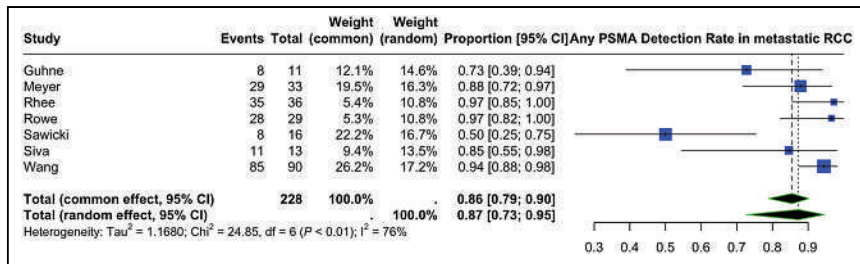 Weight Weight
Study Events Total (common) (random) Proportion [95% CI] Any PSMA Detection Rate in metastatic RCC
Guhne 8 11 12.1% 14.6% 0.73 [0.39; 0.94]
Meyer 29 33 19.5% 16.3% 0.88 [0.72; 0.97]
Rhee 35 36 5.4% 10.8% 0.97 [0.85; 1.00]
Rowe 28 29 5.3% 10.8% 0.97 [0.82; 1.00]
Sawicki 8 16 22.2% 16.7% 0.50 [0.25; 0.75]
Siva 11 13 9.4% 13.5% 0.85 [0.55; 0.98]
Wang 85 90 26.2% 17.2% 0.94 [0.88; 0.98]
Total (common effect, 95% CI) 228 100.0% . 0.86 [0.79; 0.90]
Total (random effect, 95% CI) . 100.0% 0.87 [0.73; 0.95]
Heterogeneity: Tau² = 1.1680; Chi² = 24.85, df = 6 (P < 0.01); I² = 76%
0.3 0.4 0.5 0.6 0.7 0.8 0.9